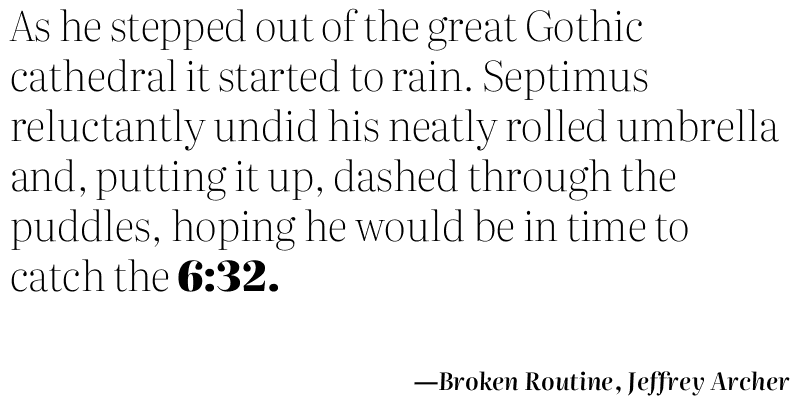 As he stepped out of the great Gothic
cathedral it started to rain. Septimus
reluctantly undid his neatly rolled umbrella
and, putting it up, dashed through the
puddles, hoping he would be in time to
catch the 6:32.
—Broken Routine, Jeffrey Archer